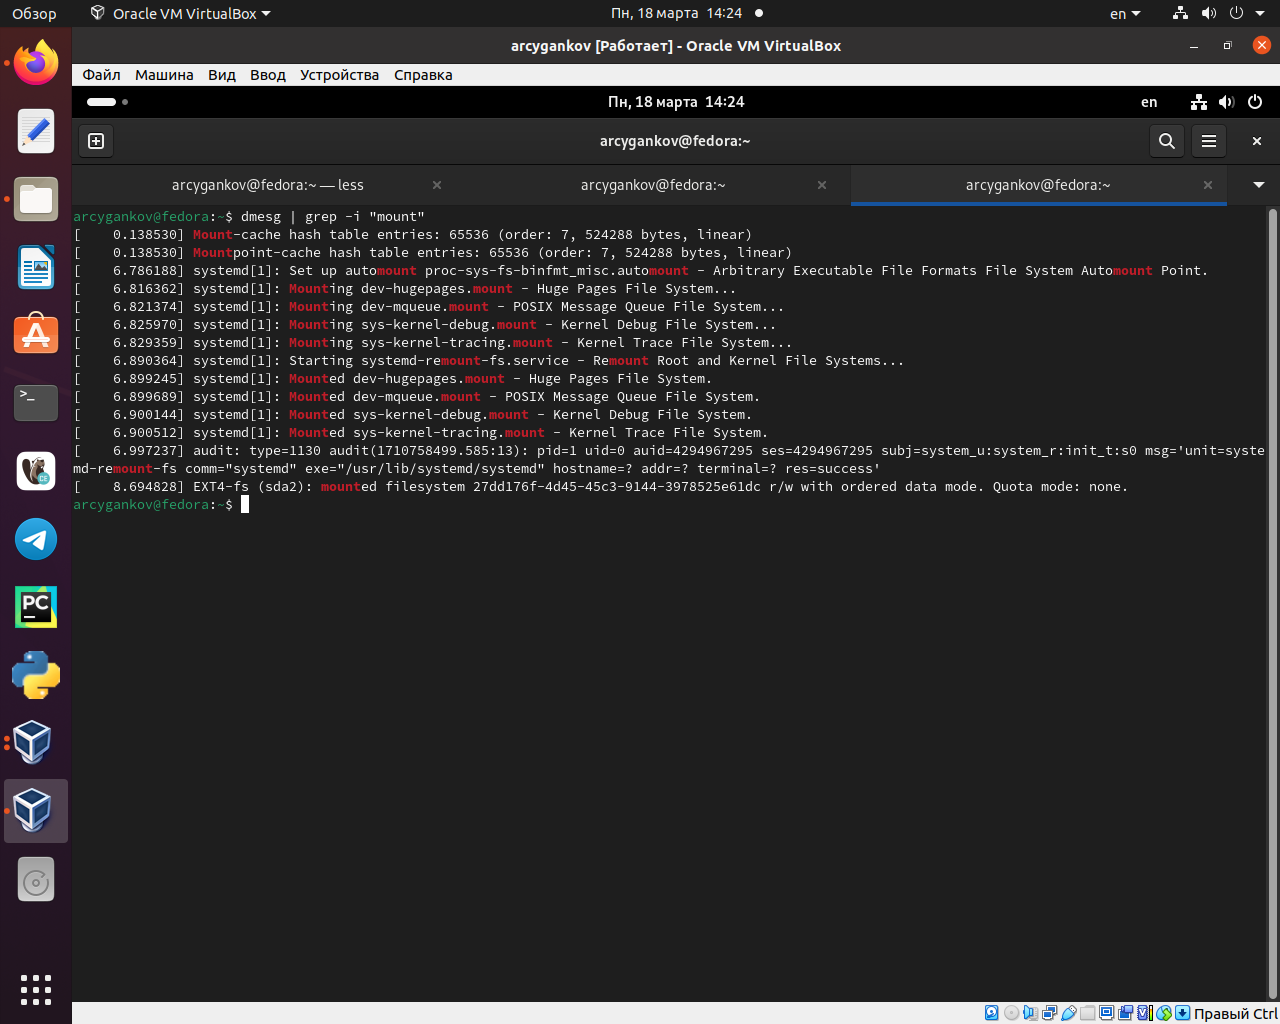 Обзор Oracle VM VirtualBox Пн, 18 марта 14:24 en
arcygankov [Работает] - Oracle VM VirtualBox
Файл Машина Вид Ввод Устройства Справка
Пн, 18 марта 14:24 en
arcygankov@fedora:~
arcygankov@fedora:~ — less arcygankov@fedora:~ arcygankov@fedora:~
arcygankov@fedora:~$ dmesg | grep -i "mount"
[    0.138530] Mount-cache hash table entries: 65536 (order: 7, 524288 bytes, linear)
[    0.138530] Mountpoint-cache hash table entries: 65536 (order: 7, 524288 bytes, linear)
[    6.786188] systemd[1]: Set up automount proc-sys-fs-binfmt_misc.automount - Arbitrary Executable File Formats File System Automount Point.
[    6.816362] systemd[1]: Mounting dev-hugepages.mount - Huge Pages File System...
[    6.821374] systemd[1]: Mounting dev-mqueue.mount - POSIX Message Queue File System...
[    6.825970] systemd[1]: Mounting sys-kernel-debug.mount - Kernel Debug File System...
[    6.829359] systemd[1]: Mounting sys-kernel-tracing.mount - Kernel Trace File System...
[    6.890364] systemd[1]: Starting systemd-remount-fs.service - Remount Root and Kernel File Systems...
[    6.899245] systemd[1]: Mounted dev-hugepages.mount - Huge Pages File System.
[    6.899689] systemd[1]: Mounted dev-mqueue.mount - POSIX Message Queue File System.
[    6.900144] systemd[1]: Mounted sys-kernel-debug.mount - Kernel Debug File System.
[    6.900512] systemd[1]: Mounted sys-kernel-tracing.mount - Kernel Trace File System.
[    6.997237] audit: type=1130 audit(1710758499.585:13): pid=1 uid=0 auid=4294967295 ses=4294967295 subj=system_u:system_r:init_t:s0 msg='unit=syste
md-remount-fs comm="systemd" exe="/usr/lib/systemd/systemd" hostname=? addr=? terminal=? res=success'
[    8.694828] EXT4-fs (sda2): mounted filesystem 27dd176f-4d45-45c3-9144-3978525e61dc r/w with ordered data mode. Quota mode: none.
arcygankov@fedora:~$
Правый Ctrl